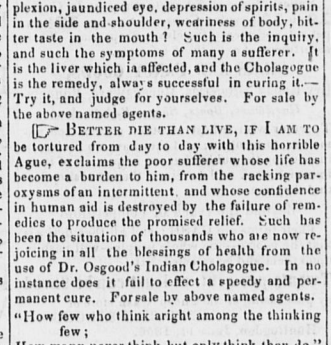 plexion, jaundiced eye, depression of spirits, pain
in the side and shoulder, weariness of body, bit-
ter taste in the mouth? Such is the inquiry,
and such the symptoms of many a sufferer. It
is the liver which is affected, and the Cholagogue
is the remedy, always successful in curing it.—
Try it, and judge for yourselves. For sale by
the above named agents.
☞ BETTER DIE THAN LIVE, IF I AM TO
be tortured from day to day with this horrible
Ague, exclaims the poor sufferer whose life has
become a burden to him, from the racking par-
oxysms of an intermittent, and whose confidence
in human aid is destroyed by the failure of rem-
edies to produce the promised relief. Such has
been the situation of thousands who are now re-
joicing in all the blessings of health from the
use of Dr. Osgood's Indian Cholagogue. In no
instance does it fail to effect a speedy and per-
manent cure. For sale by above named agents.
"How few who think aright among the thinking
few;
never think but only think they do."